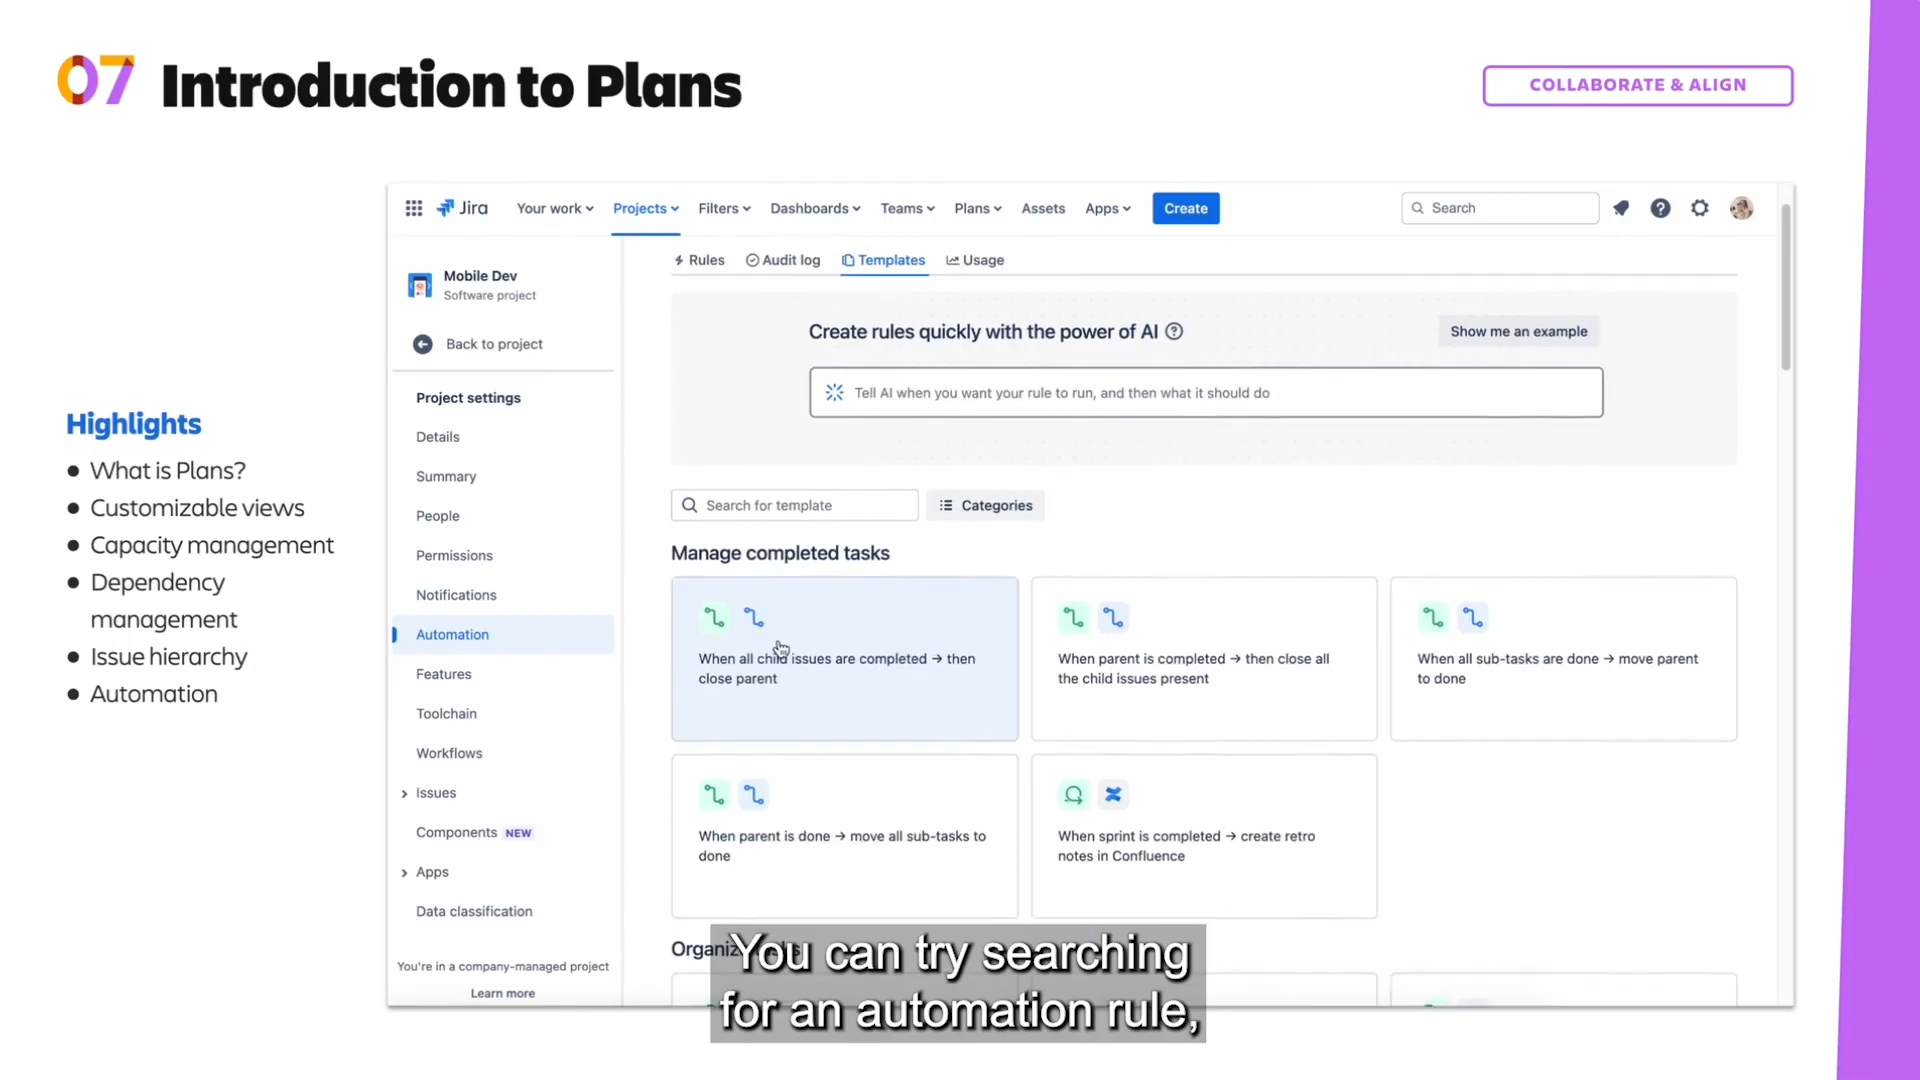 07 Introduction to Plans
COLLABORATE & ALIGN
Jira
Your work
Projects
Filters
Dashboards
Teams
Plans
Assets
Apps
Create
Search
Mobile Dev
Software project
Back to project
Project settings
Details
Summary
People
Permissions
Notifications
Automation
Features
Toolchain
Workflows
Issues
Components NEW
Apps
Data classification
You're in a company-managed project
Learn more
Highlights
• What is Plans?
• Customizable views
• Capacity management
• Dependency
management
• Issue hierarchy
• Automation
Rules
Audit log
Templates
Usage
Create rules quickly with the power of AI
Show me an example
Tell AI when you want your rule to run, and then what it should do
Search for template
Categories
Manage completed tasks
When all child issues are completed → then
close parent
When parent is completed → then close all
the child issues present
When all sub-tasks are done → move parent
to done
When parent is done → move all sub-tasks to
done
When sprint is completed → create retro
notes in Confluence
You can try searching
for an automation rule,